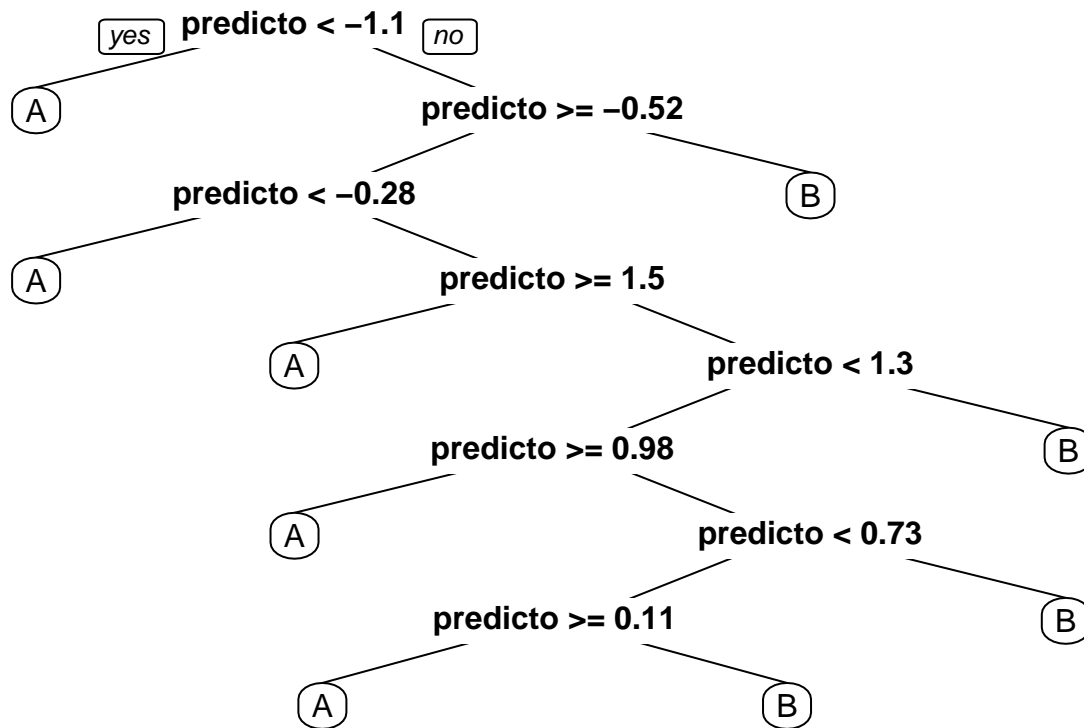 yes predicto < −1.1 no
A
predicto >= −0.52
predicto < −0.28
B
A
predicto >= 1.5
A
predicto < 1.3
predicto >= 0.98
B
A
predicto < 0.73
predicto >= 0.11
B
A
B